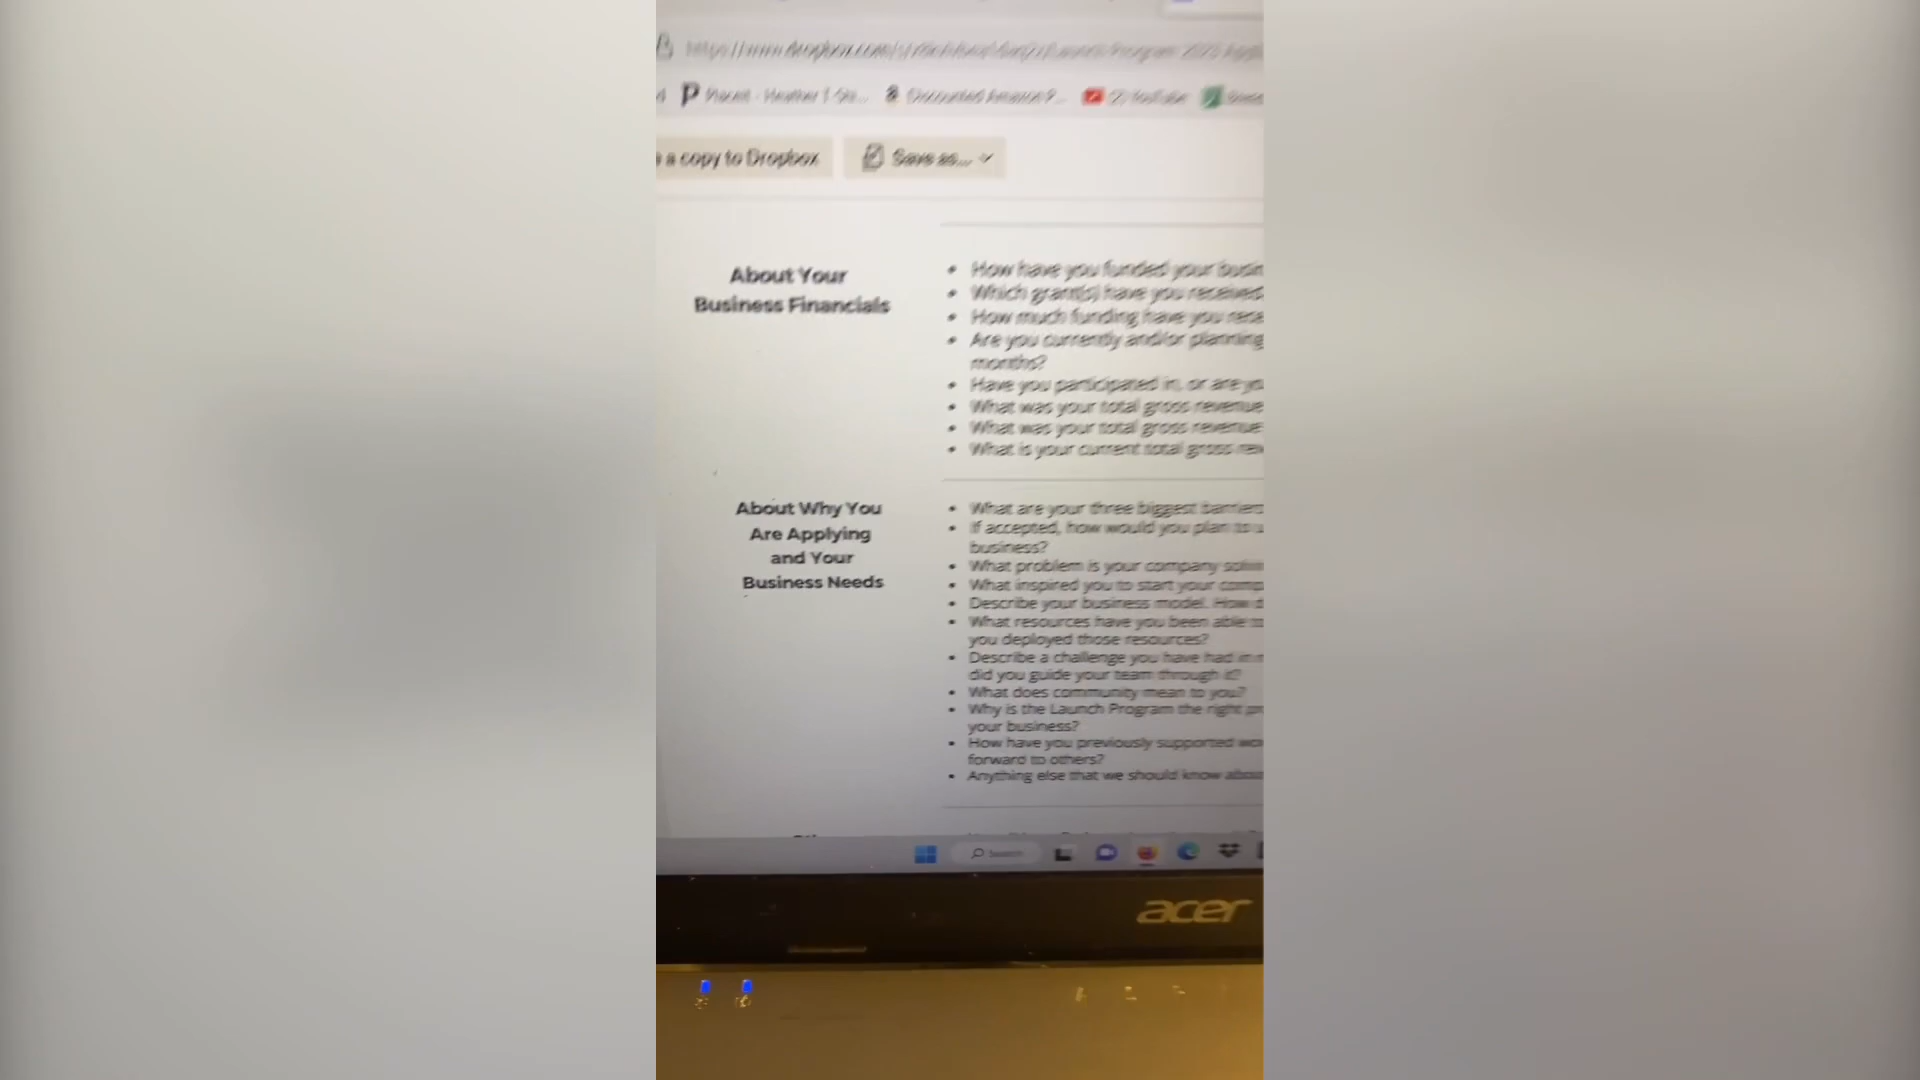 a copy to Dropbox
Save as...
About Your
Business Financials
• How have you funded your
• Which grant(s) have you received
• How much funding have you
• Are you currently and/or planning
months?
• Have you participated in, or are
• What was your total gross revenue
• What was your total gross revenue
• What is your current total gross
About Why You
Are Applying
and Your
Business Needs
• What are your three biggest barriers
• If accepted, how would you plan to
business?
• What problem is your company
• What inspired you to start your
• Describe your business model. How
• What resources have you been able
you deployed those resources?
• Describe a challenge you have had in
did you guide your team through it?
• What does community mean to you?
• Why is the Launch Program the right
your business?
• How have you previously supported
forward to others?
• Anything else that we should know
Search
acer